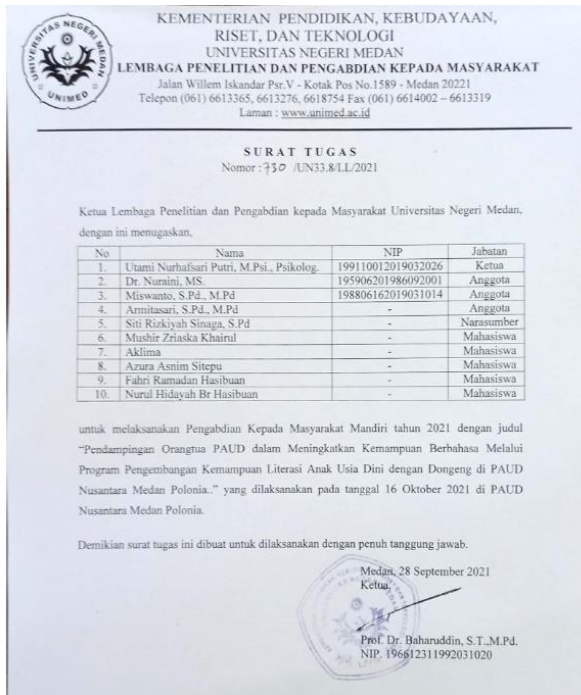 UNIVERSITAS NEGERI MEDAN
UNIMED
KEMENTERIAN PENDIDIKAN, KEBUDAYAAN,
RISET, DAN TEKNOLOGI
UNIVERSITAS NEGERI MEDAN
LEMBAGA PENELITIAN DAN PENGABDIAN KEPADA MASYARAKAT
Jalan Willem Iskandar Psr.V - Kotak Pos No.1589 - Medan 20221
Telepon (061) 6613365, 6613276, 6618754 Fax (061) 6614002 – 6613319
Laman : www.unimed.ac.id
SURAT TUGAS
Nomor : 730 /UN33.8/LL/2021
Ketua Lembaga Penelitian dan Pengabdian kepada Masyarakat Universitas Negeri Medan,
dengan ini menugaskan,
No Nama NIP Jabatan
1. Utami Nurhafsari Putri, M.Psi., Psikolog. 199110012019032026 Ketua
2. Dr. Nuraini, MS. 195906201986092001 Anggota
3. Miswanto, S.Pd., M.Pd 198806162019031014 Anggota
4. Armitasari, S.Pd., M.Pd - Anggota
5. Siti Rizkiyah Sinaga, S.Pd - Narasumber
6. Mushir Zriaska Khairul - Mahasiswa
7. Aklima - Mahasiswa
8. Azura Asnim Sitepu - Mahasiswa
9. Fahri Ramadan Hasibuan - Mahasiswa
10. Nurul Hidayah Br Hasibuan - Mahasiswa
untuk melaksanakan Pengabdian Kepada Masyarakat Mandiri tahun 2021 dengan judul
“Pendampingan Orangtua PAUD dalam Meningkatkan Kemampuan Berbahasa Melalui
Program Pengembangan Kemampuan Literasi Anak Usia Dini dengan Dongeng di PAUD
Nusantara Medan Polonia..” yang dilaksanakan pada tanggal 16 Oktober 2021 di PAUD
Nusantara Medan Polonia.
Demikian surat tugas ini dibuat untuk dilaksanakan dengan penuh tanggung jawab.
Medan, 28 September 2021
Ketua,
Prof. Dr. Baharuddin, S.T.,M.Pd.
NIP. 196612311992031020